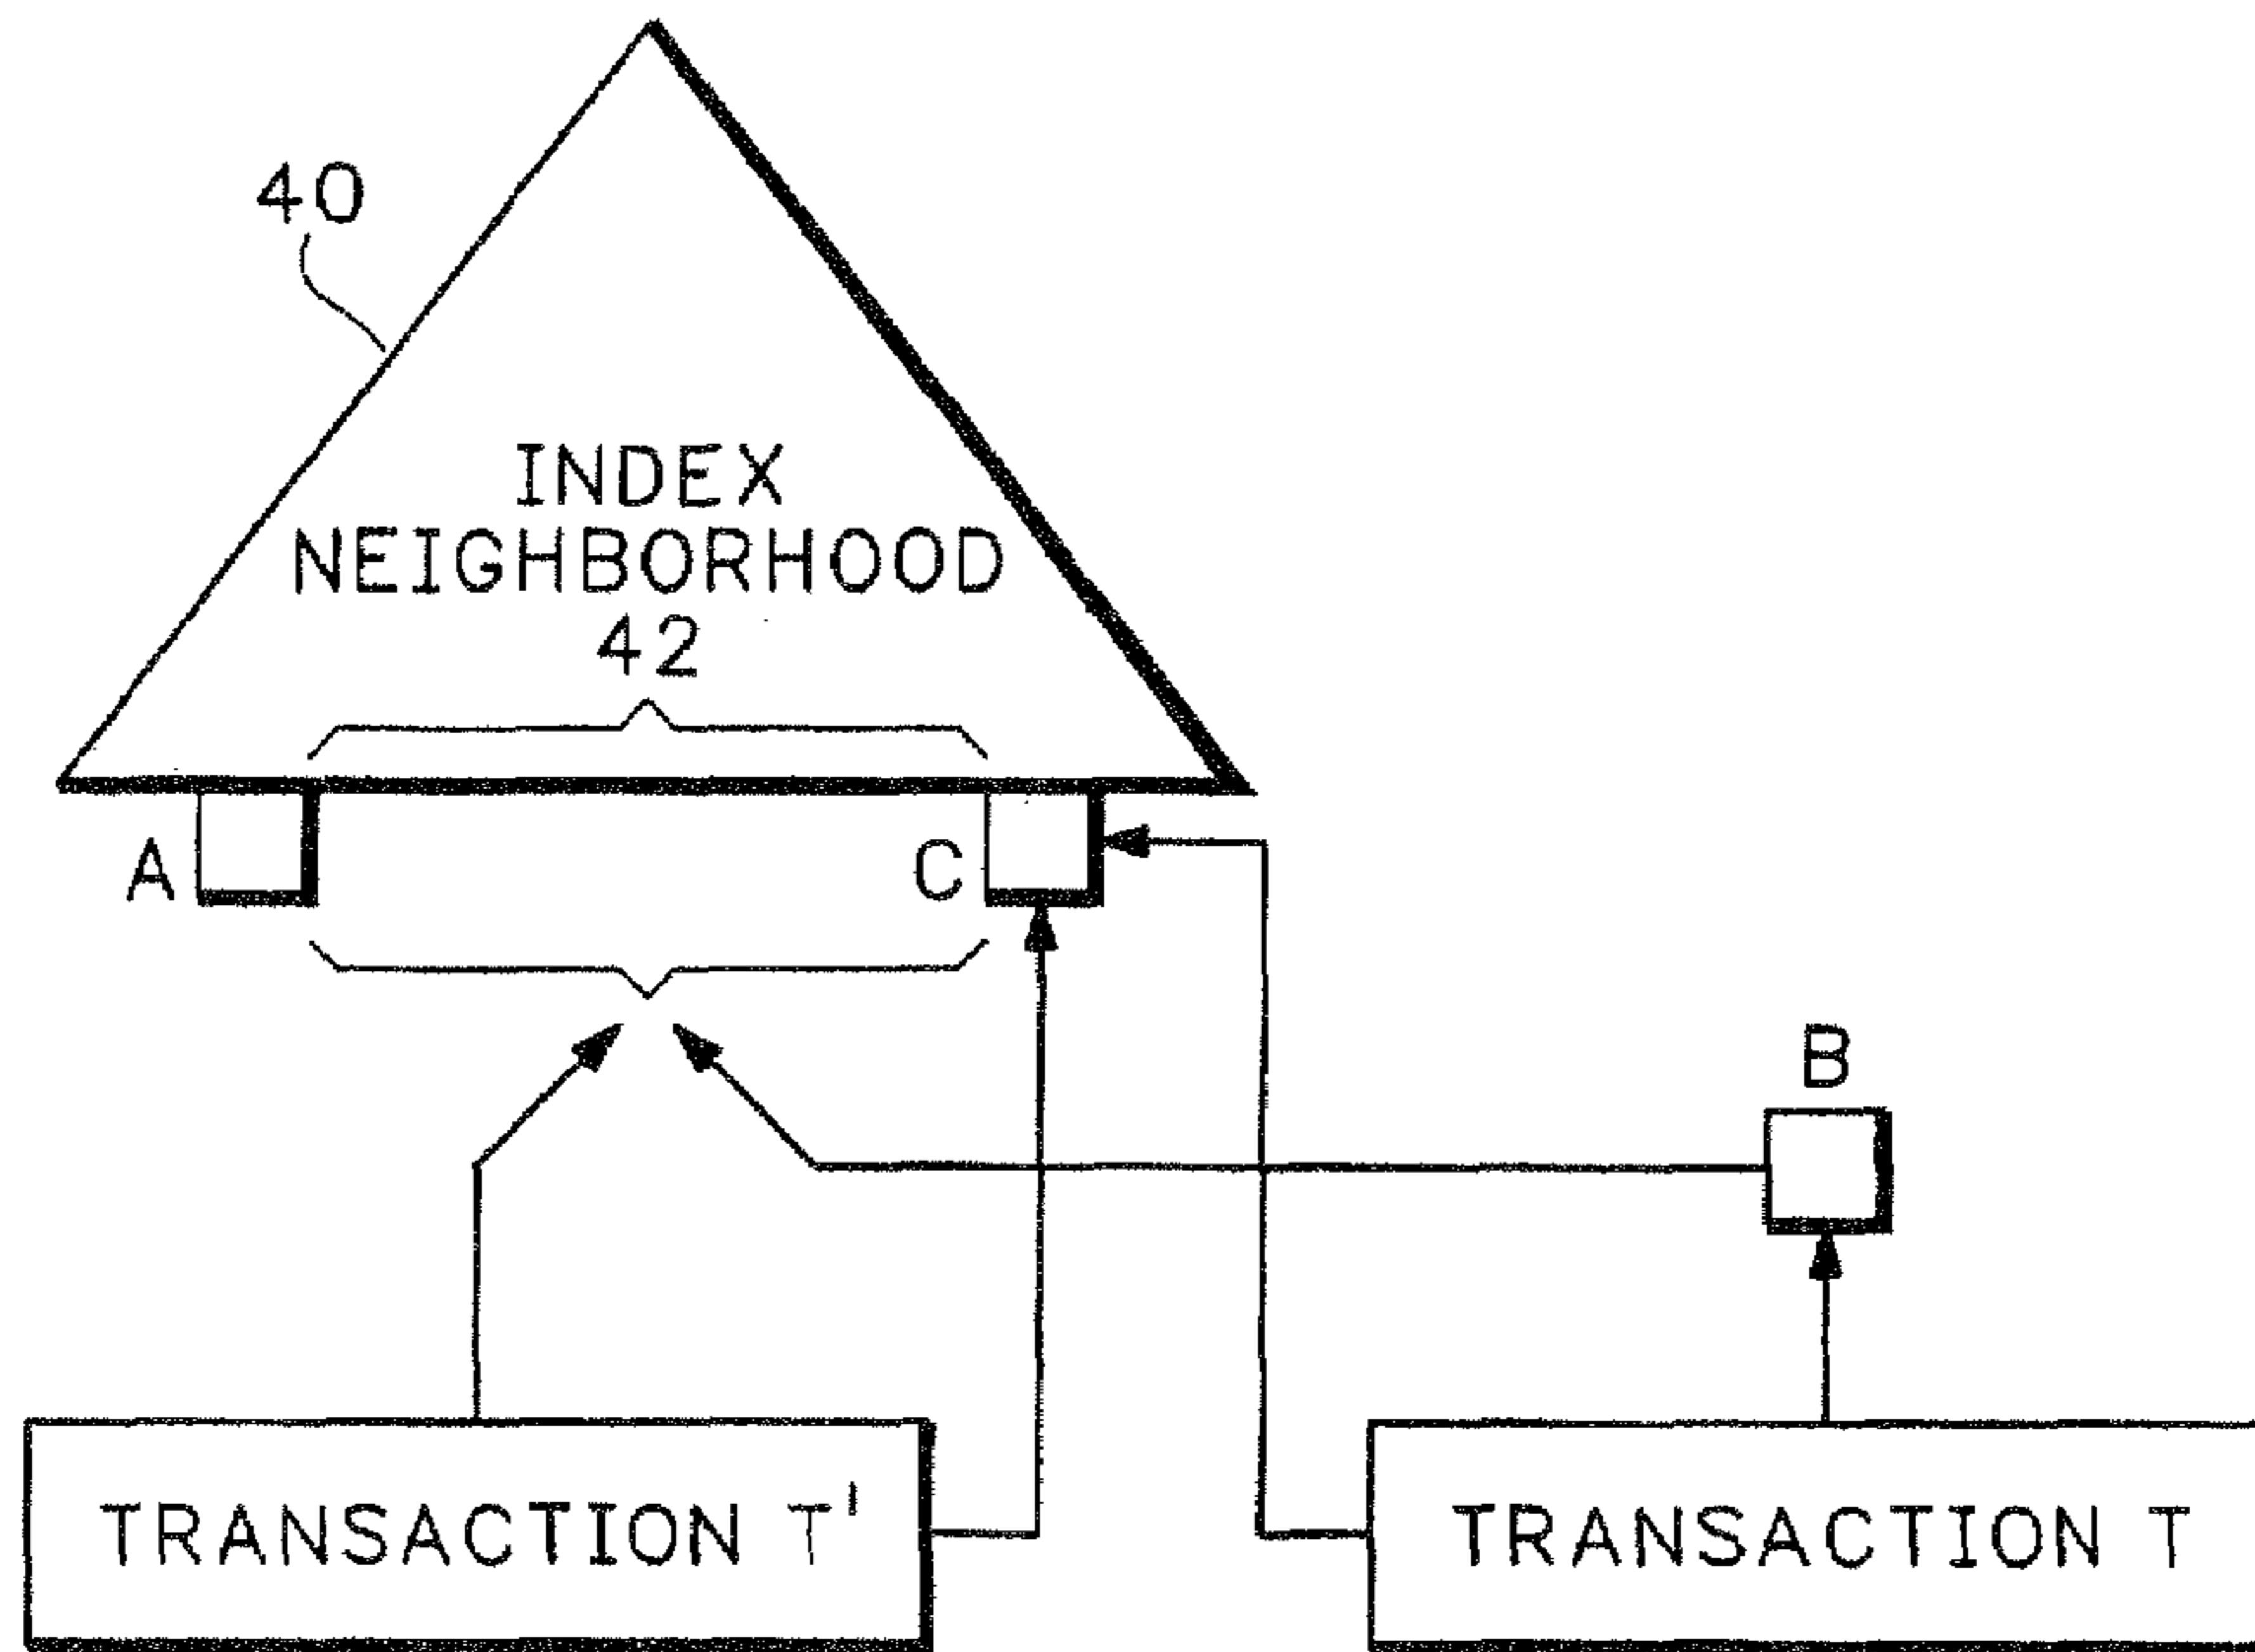 40
INDEX
NEIGHBORHOOD
42
A
C
B
TRANSACTION T'
TRANSACTION T